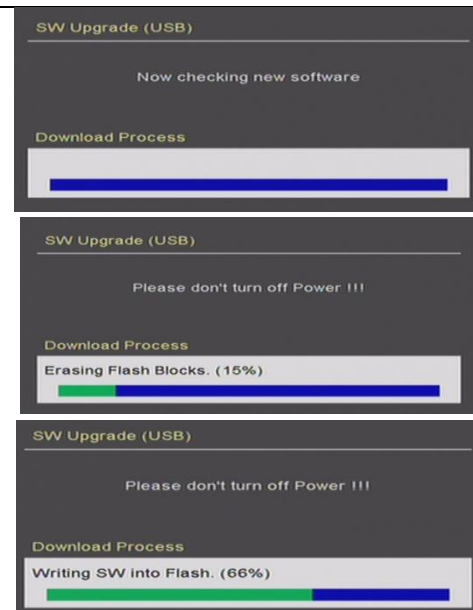 SW Upgrade (USB)
Now checking new software
Download Process
SW Upgrade (USB)
Please don't turn off Power !!!
Download Process
Erasing Flash Blocks. (15%)
SW Upgrade (USB)
Please don't turn off Power !!!
Download Process
Writing SW into Flash. (66%)